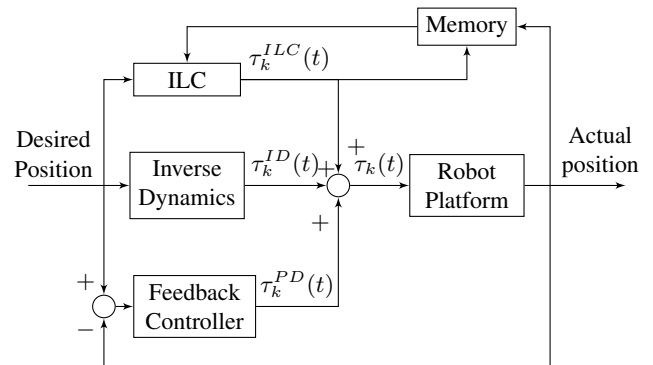 Memory
τ_k^{ILC}(t)
ILC
+
Desired
Position
Inverse
Dynamics
τ_k^{ID}(t)
+
τ_k(t)
Robot
Platform
Actual
position
+
+
−
Feedback
Controller
τ_k^{PD}(t)